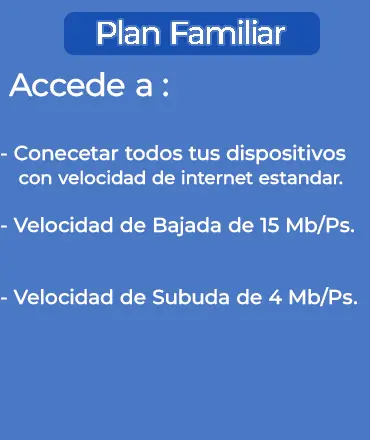 Plan Familiar
Accede a :
- Conecetar todos tus dispositivos
con velocidad de internet estandar.
- Velocidad de Bajada de 15 Mb/Ps.
- Velocidad de Subuda de 4 Mb/Ps.